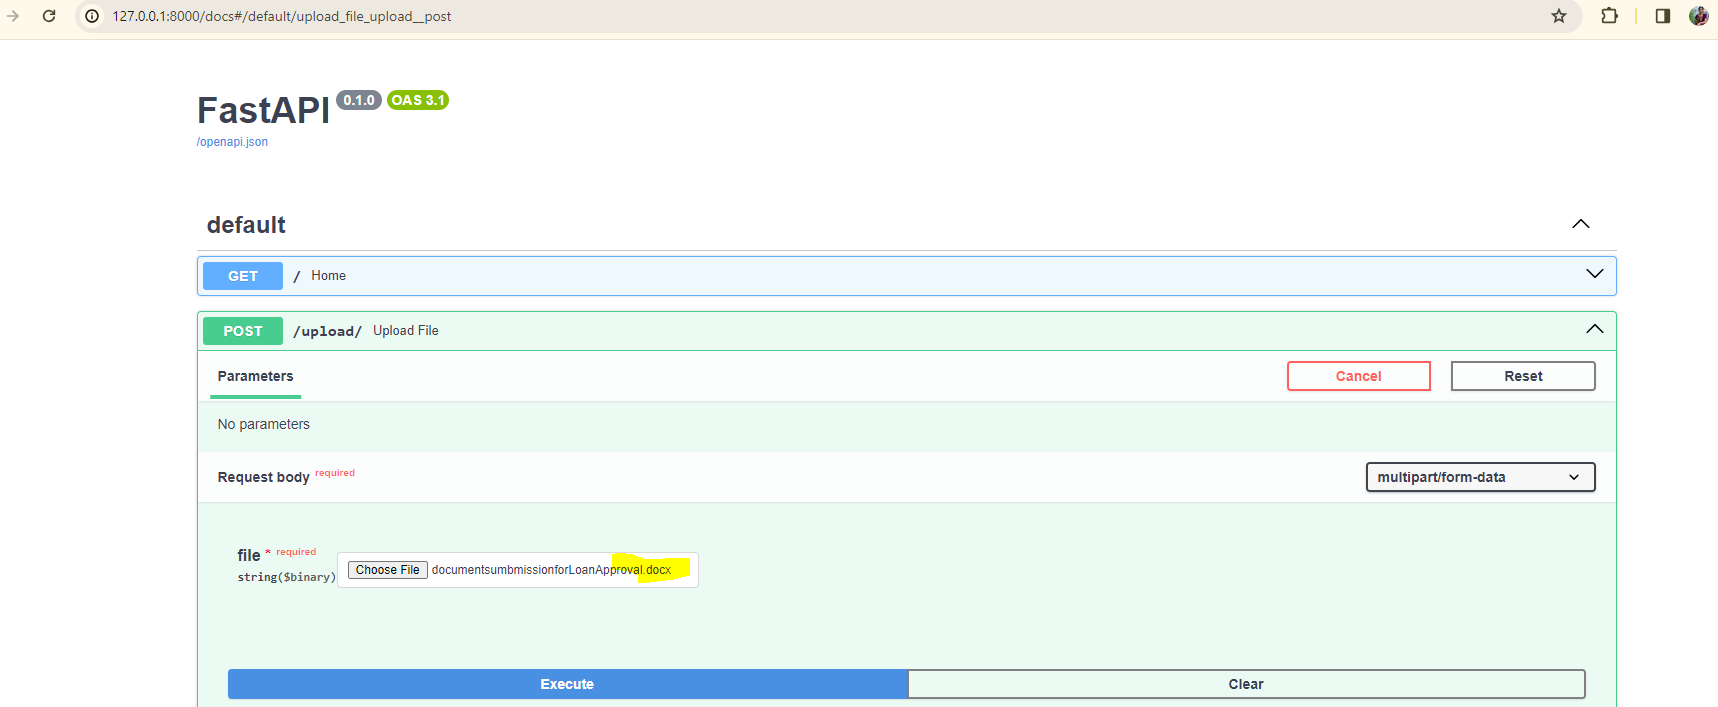 127.0.0.1:8000/docs#/default/upload_file_upload__post
FastAPI 0.1.0 OAS 3.1
/openapi.json
default
GET / Home
POST /upload/ Upload File
Parameters Cancel Reset
No parameters
Request body required multipart/form-data
file * required
string($binary) Choose File documentsumbmissionforLoanApproval.docx
Execute Clear